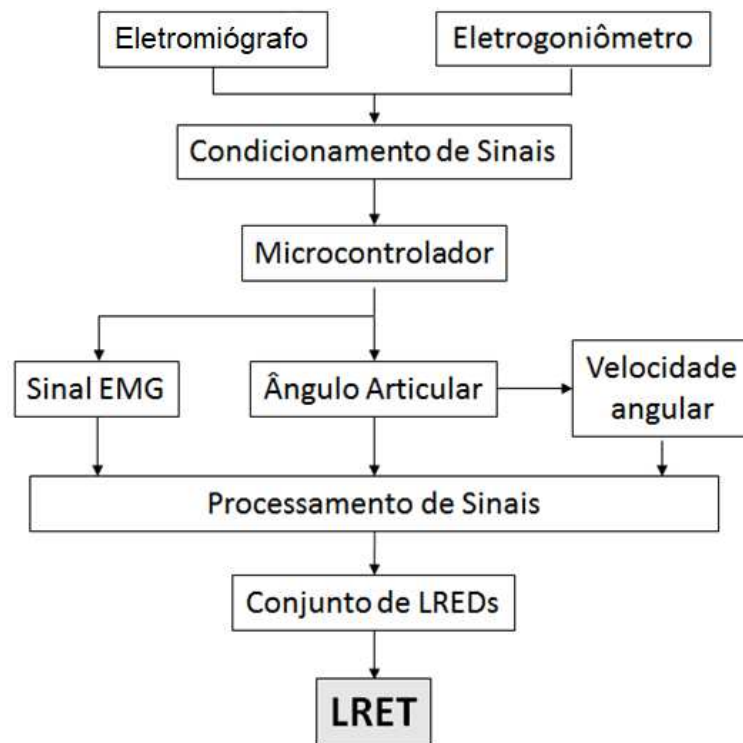 Eletromiógrafo
Eletrogoniômetro
Condicionamento de Sinais
Microcontrolador
Sinal EMG
Ângulo Articular
Velocidade
angular
Processamento de Sinais
Conjunto de LREDs
LRET